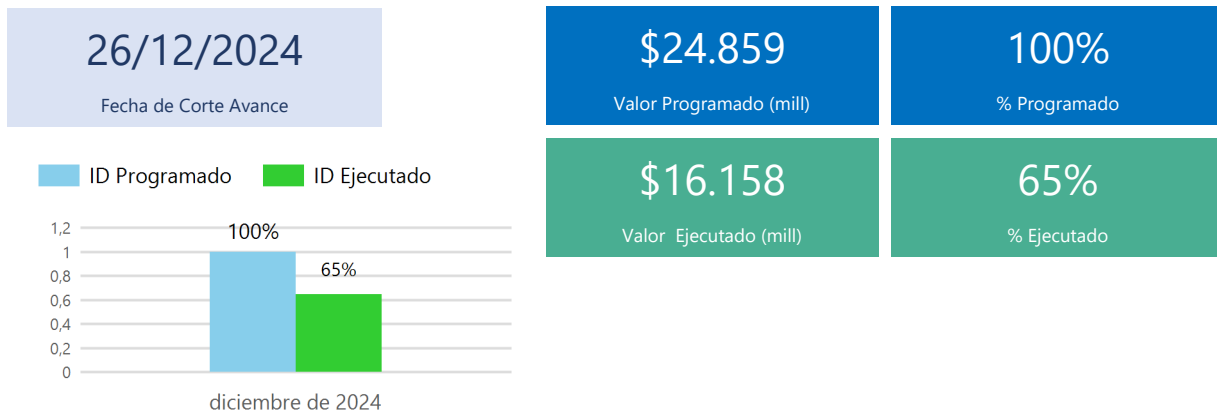 26/12/2024
Fecha de Corte Avance
$24.859
Valor Programado (mill)
100%
% Programado
$16.158
Valor  Ejecutado (mill)
65%
% Ejecutado
ID Programado
ID Ejecutado
1,2
1
0,8
0,6
0,4
0,2
0
100%
65%
diciembre de 2024